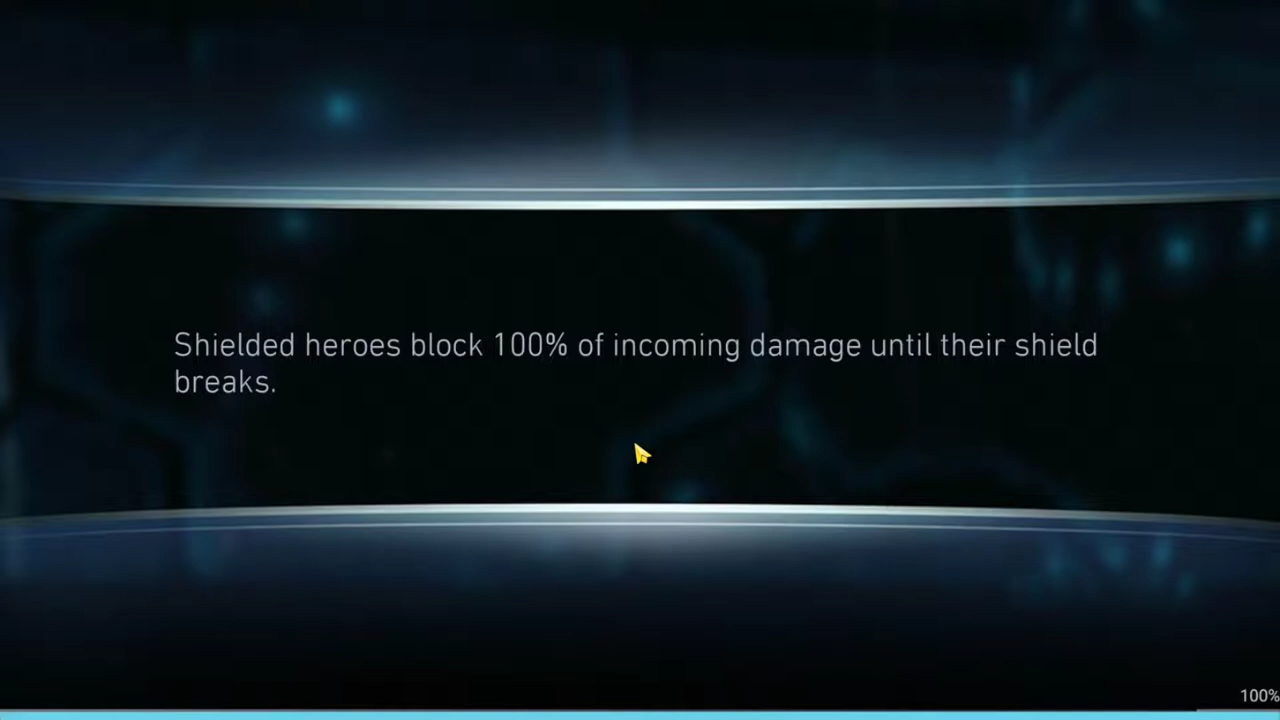 Shielded heroes block 100% of incoming damage until their shield
breaks.
100%